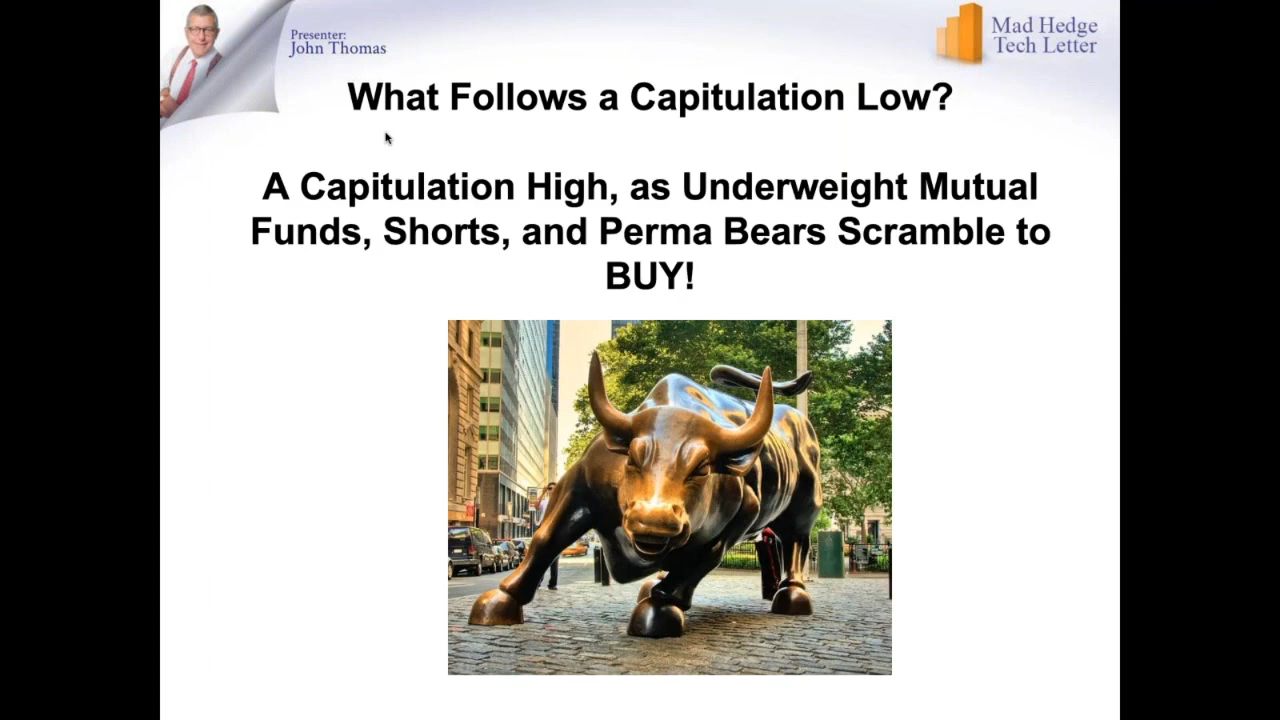 Presenter:
John Thomas
Mad Hedge
Tech Letter
What Follows a Capitulation Low?
A Capitulation High, as Underweight Mutual
Funds, Shorts, and Perma Bears Scramble to
BUY!